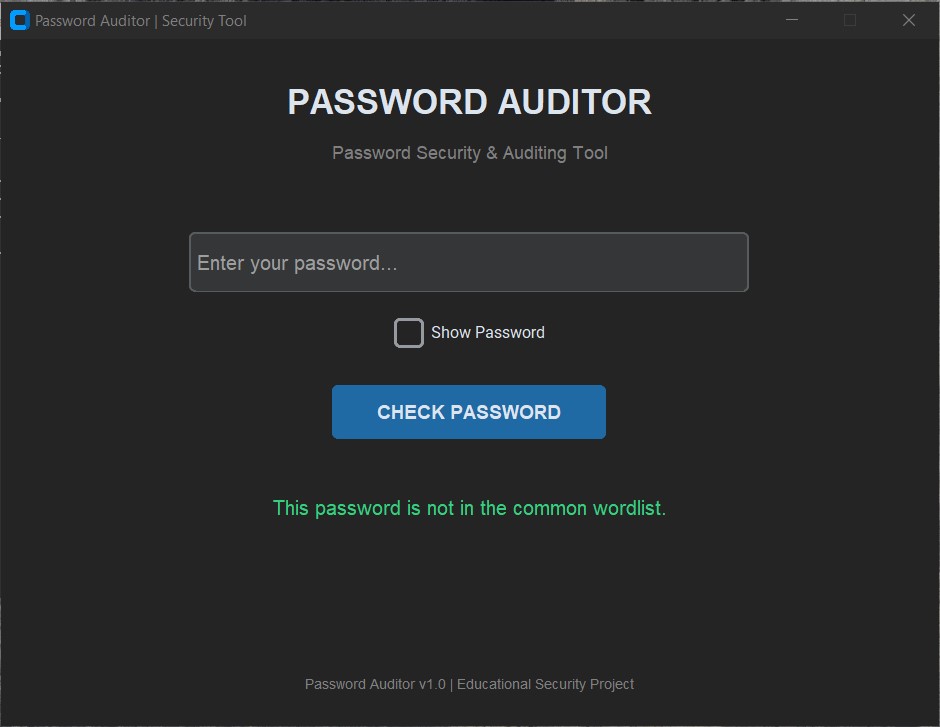 Password Auditor | Security Tool
PASSWORD AUDITOR
Password Security & Auditing Tool
Enter your password...
Show Password
CHECK PASSWORD
This password is not in the common wordlist.
Password Auditor v1.0 | Educational Security Project